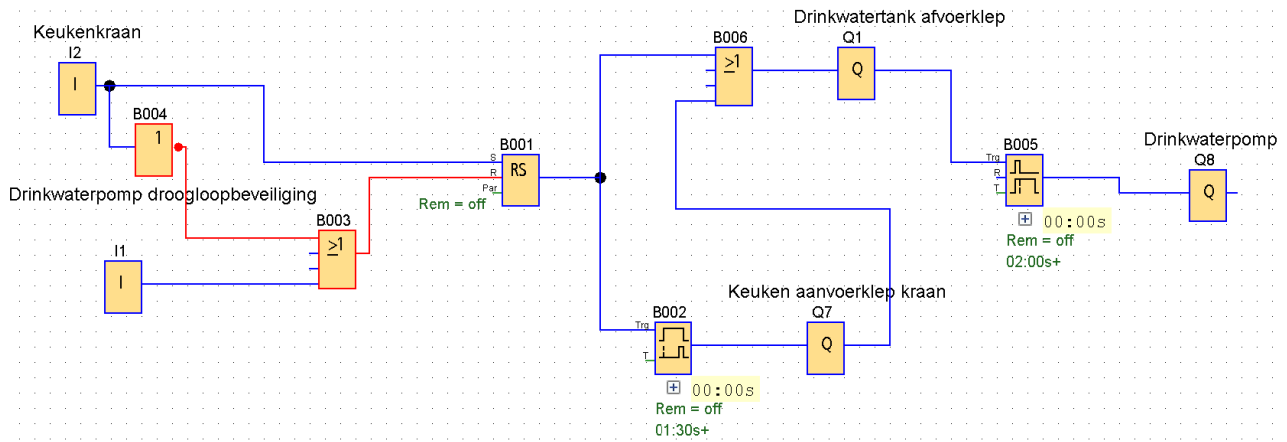 Keukenkraan
I2
I
B004
1
Drinkwaterpomp droogloopbeveiliging
B003
>1
I1
I
B001
S
R
Par
RS
Rem = off
B006
>1
Drinkwatertank afvoerklep
Q1
Q
B005
Trg
R
T
00:00s
Rem = off
02:00s+
Drinkwaterpomp
Q8
Q
Keuken aanvoerklep kraan
B002
Trg
T
00:00s
Rem = off
01:30s+
Q7
Q